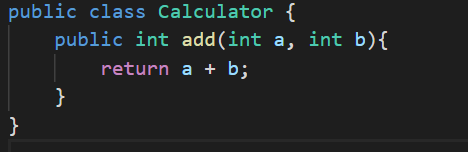 public class Calculator {
    public int add(int a, int b){
        return a + b;
    }
}